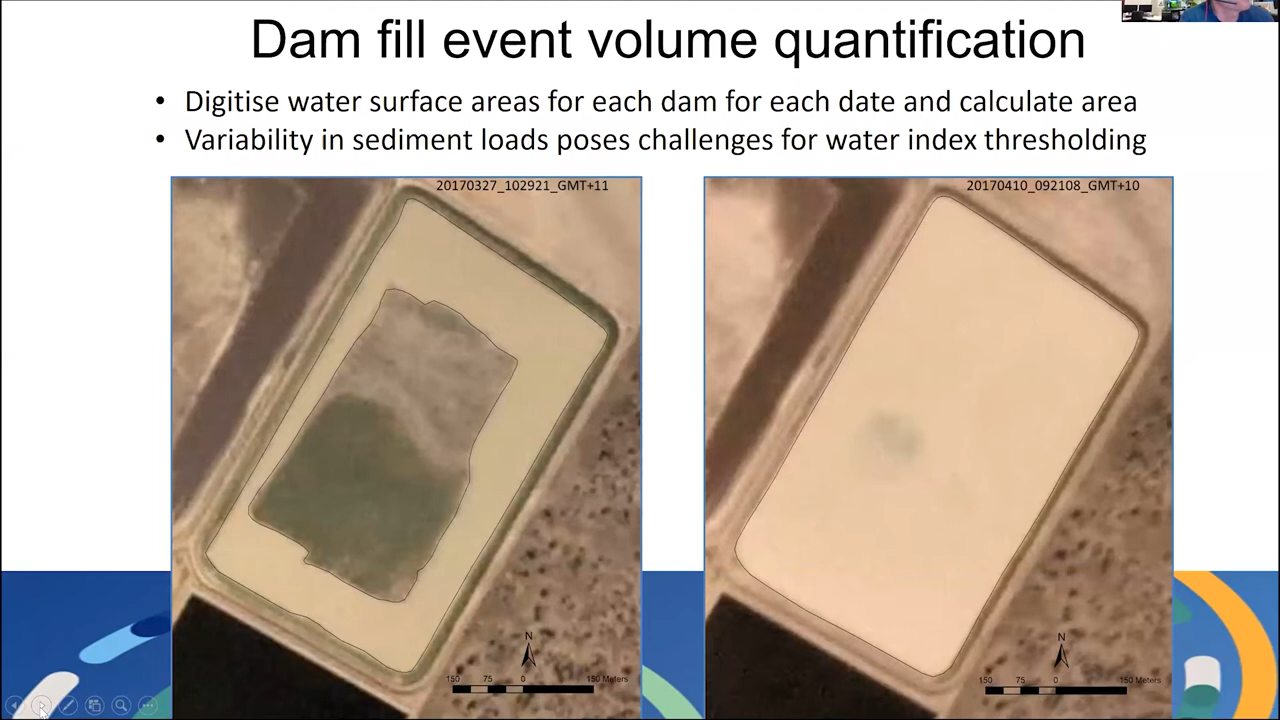 Dam fill event volume quantification
• Digitise water surface areas for each dam for each date and calculate area
• Variability in sediment loads poses challenges for water index thresholding
20170327_102921_GMT+11
20170410_092108_GMT+10
N
150 75 0 150 Meters
N
150 75 0 150 Meters